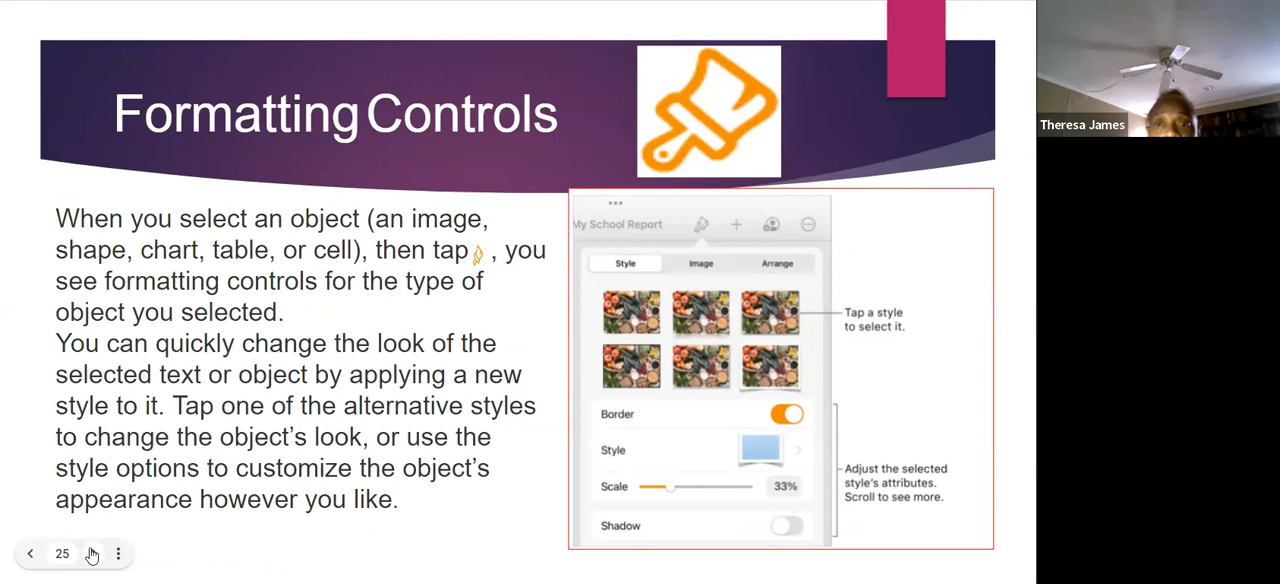 Formatting Controls
Theresa James
When you select an object (an image,
shape, chart, table, or cell), then tap , you
see formatting controls for the type of
object you selected.
You can quickly change the look of the
selected text or object by applying a new
style to it. Tap one of the alternative styles
to change the object's look, or use the
style options to customize the object's
appearance however you like.
My School Report
Style Image Arrange
Tap a style
to select it.
Border
Style
Scale 33%
Shadow
Adjust the selected
style's attributes.
Scroll to see more.
25